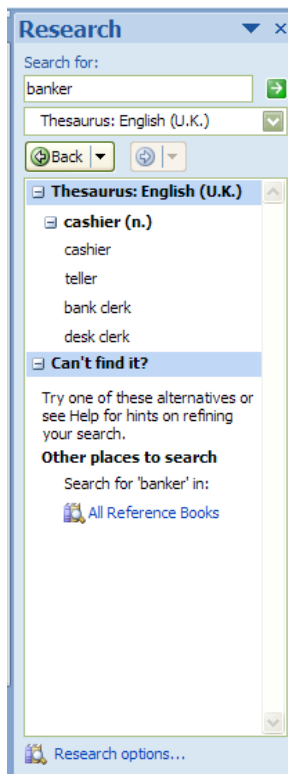 Research
Search for:
banker
Thesaurus: English (U.K.)
Back
Thesaurus: English (U.K.)
cashier (n.)
cashier
teller
bank clerk
desk clerk
Can't find it?
Try one of these alternatives or
see Help for hints on refining
your search.
Other places to search
Search for 'banker' in:
All Reference Books
Research options...